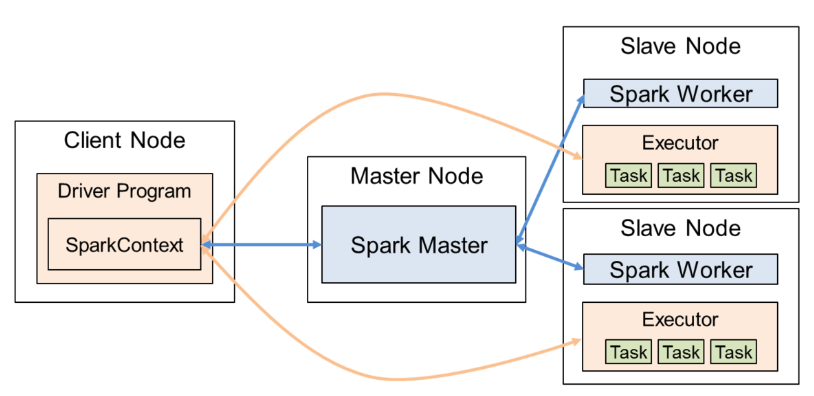 Client Node
Driver Program
SparkContext
Master Node
Spark Master
Slave Node
Spark Worker
Executor
Task Task Task
Slave Node
Spark Worker
Executor
Task Task Task